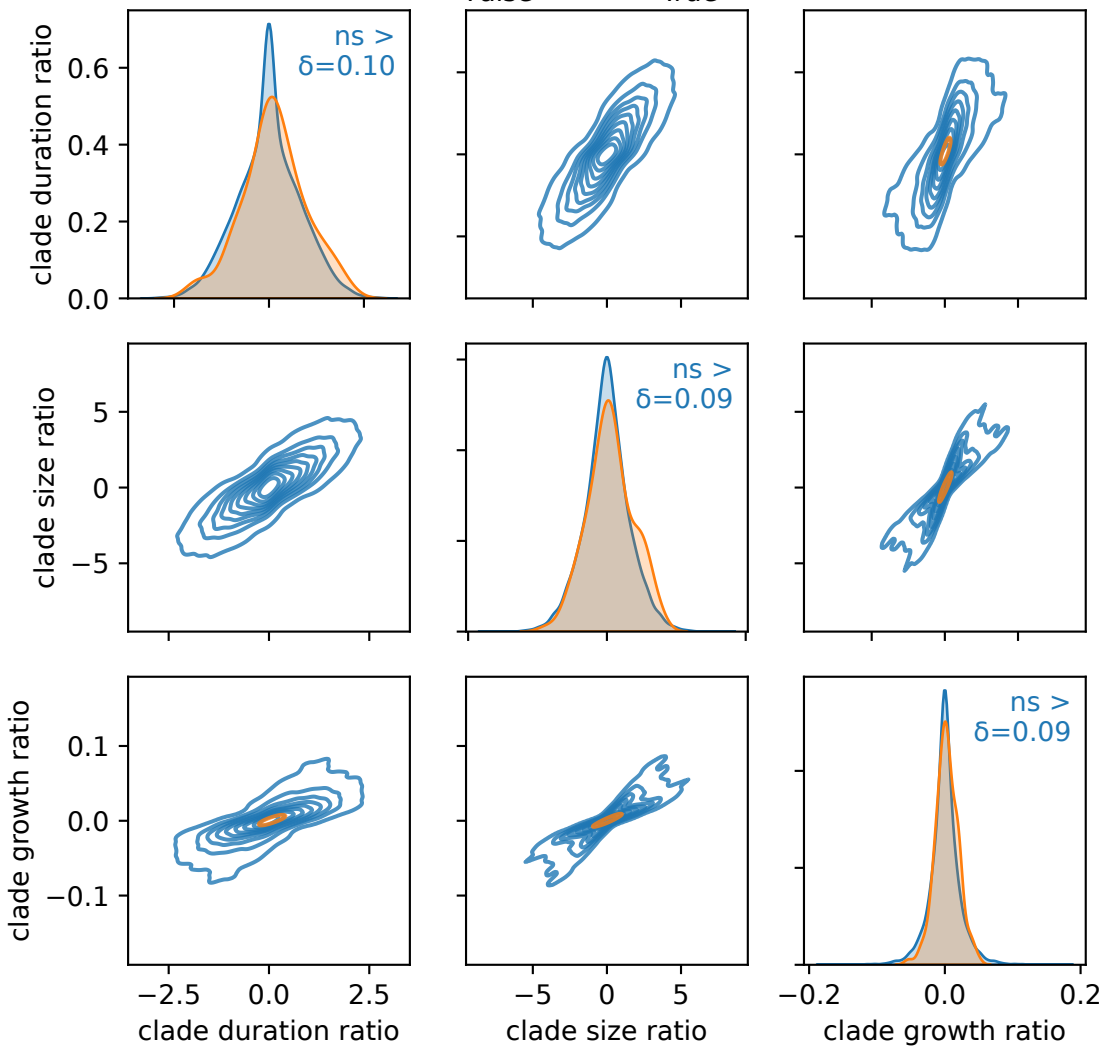 clade duration ratio
0.6
0.4
0.2
0.0
ns >
δ=0.10
clade size ratio
5
0
−5
ns >
δ=0.09
clade growth ratio
0.1
0.0
−0.1
ns >
δ=0.09
−2.5 0.0 2.5
−5 0 5
−0.2 0.0 0.2
clade duration ratio
clade size ratio
clade growth ratio